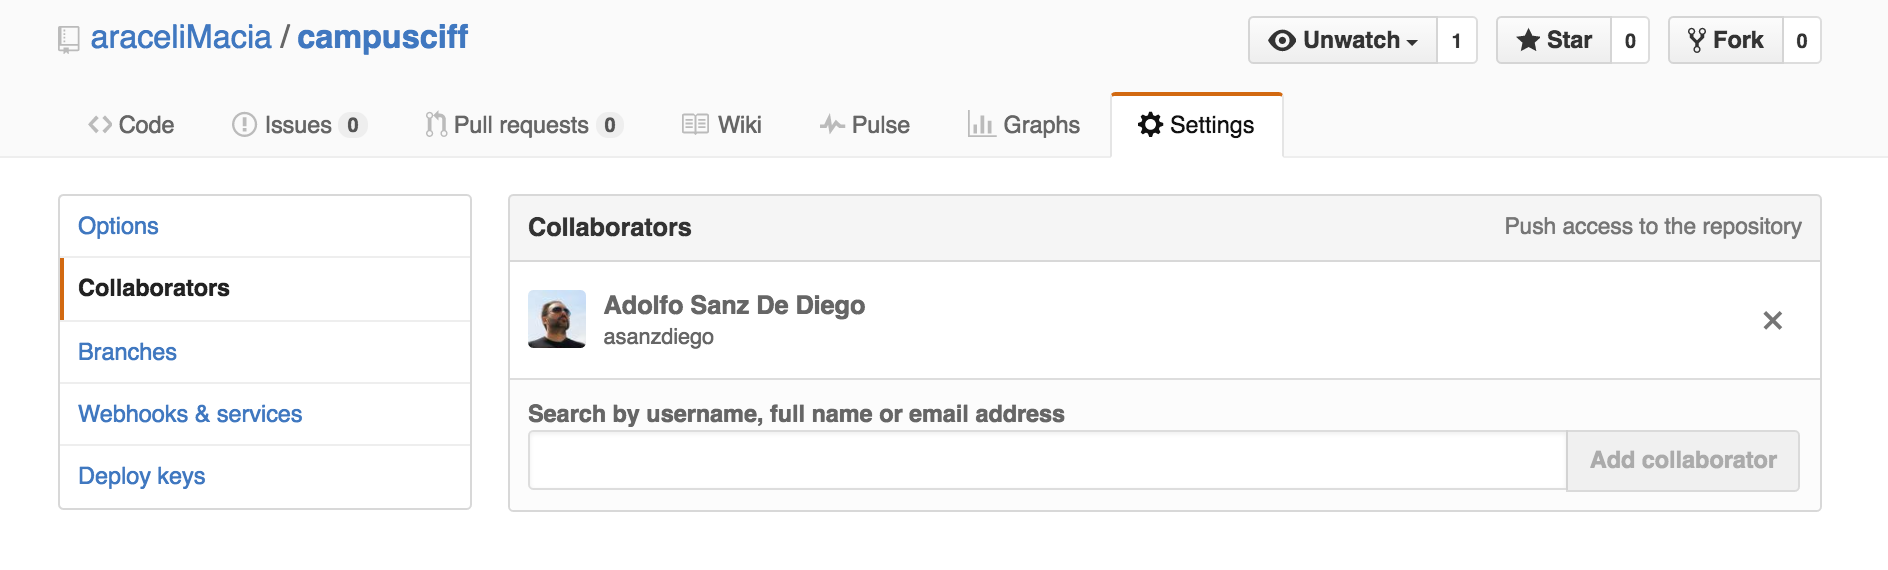 araceliMacia / campusciff
Unwatch 1 Star 0 Fork 0
Code Issues 0 Pull requests 0 Wiki Pulse Graphs Settings
Options
Collaborators
Branches
Webhooks & services
Deploy keys
Collaborators Push access to the repository
Adolfo Sanz De Diego
asanzdiego
Search by username, full name or email address
Add collaborator